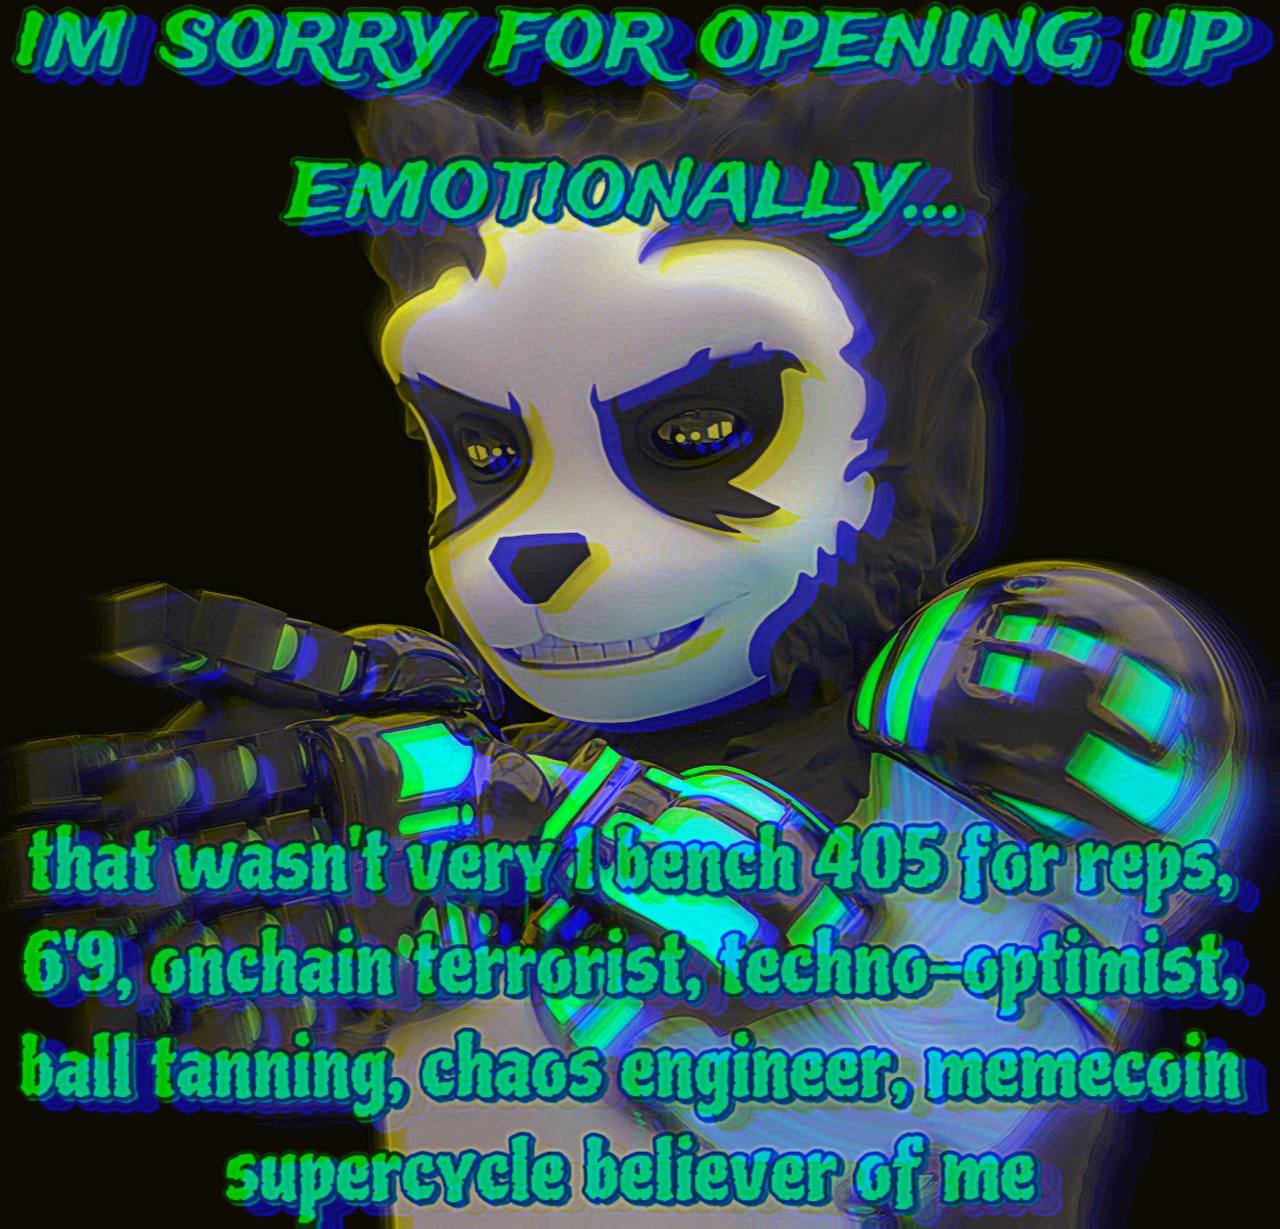 IM SORRY FOR OPENING UP
EMOTIONALLY...
that wasn't very I bench 405 for reps,
6'9, onchain terrorist, techno-optimist,
ball tanning, chaos engineer, memecoin
supercycle believer of me